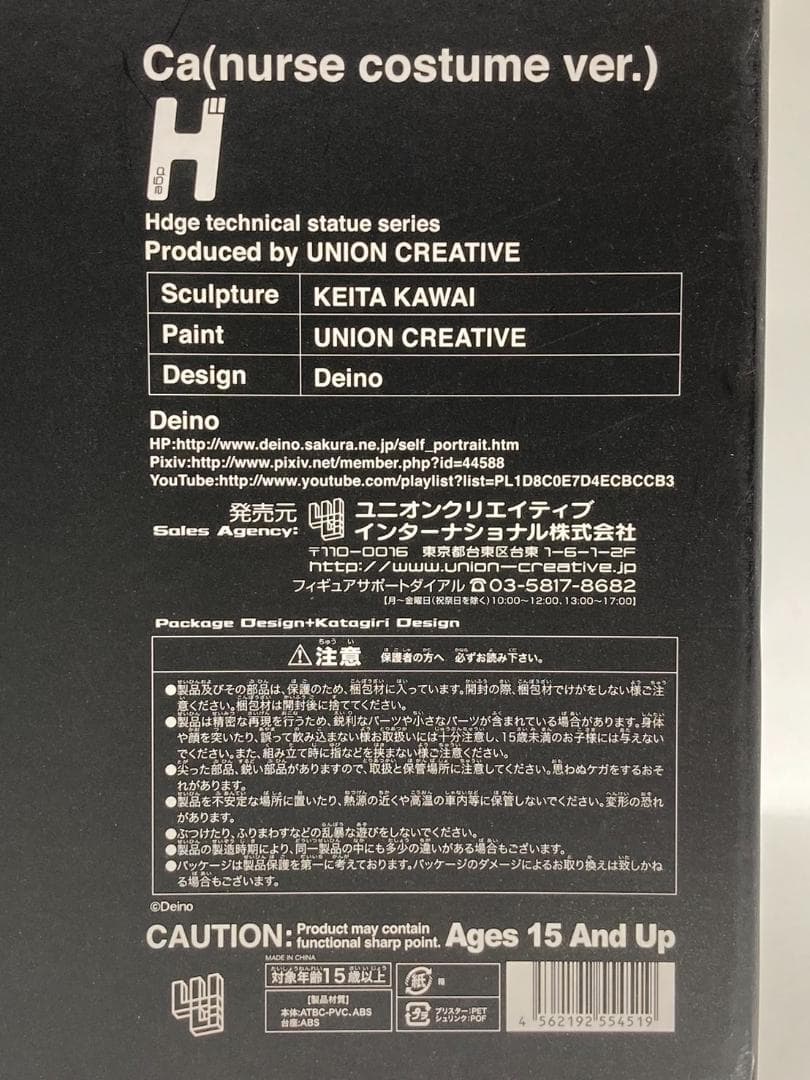 Ca(nurse costume ver.)
H
dge
Hdge technical statue series
Produced by UNION CREATIVE
Sculpture KEITA KAWAI
Paint UNION CREATIVE
Design Deino
Deino
HP:http://www.deino.sakura.ne.jp/self_portrait.htm
Pixiv:http://www.pixiv.net/member.php?id=44588
YouTube:http://www.youtube.com/playlist?list=PL1D8C0E7D4ECBCCB3
発売元 ユニオンクリエイティブ
Sales Agency: インターナショナル株式会社
〒110-0016 東京都台東区台東1-6-1-2F
http://www.union-creative.jp
フィギュアサポートダイアル☎03-5817-8682
【月~金曜日(祝祭日を除く)10:00~12:00、13:00~17:00】
Package Design+Katagiri Design
⚠注意 保護者の方へ 必ずお読み下さい。
●製品及びその部品は、保護のため、梱包材に入っています。開封の際、梱包材でけがをしない様ご注
意ください。梱包材は開封後に捨ててください。
●製品は精密な再現を行うため、鋭利なパーツや小さなパーツが含まれている場合があります。身体
や顔を突いたり、誤って飲み込まない様お取扱いには十分注意し、15歳未満のお子様には与えない
でください。また、組み立て時に指などを挟まない様ご注意ください。
●尖った部品、鋭い部品がありますので、取扱と保管場所に注意してください。思わぬケガをするおそ
れがあります。
●製品を不安定な場所に置いたり、熱源の近くや高温の車内等に保管しないでください。変形の恐れ
があります。
●ぶつけたり、ふりまわすなどの乱暴な遊びをしないでください。
●製品の製造時期により、同一製品の中にも多少の違いがある場合もございます。
●パッケージは製品保護を第一に考えております。パッケージのダメージによるお取り換えは致しかね
る場合もございます。
©Deino
CAUTION: Product may contain functional sharp point. Ages 15 And Up
MADE IN CHINA
対象年齢15歳以上
【製品材質】
本体:ATBC-PVC、ABS
台座:ABS
紙 箱
プラ ブリスター:PET
シュリンク:POF
4 562192 554519